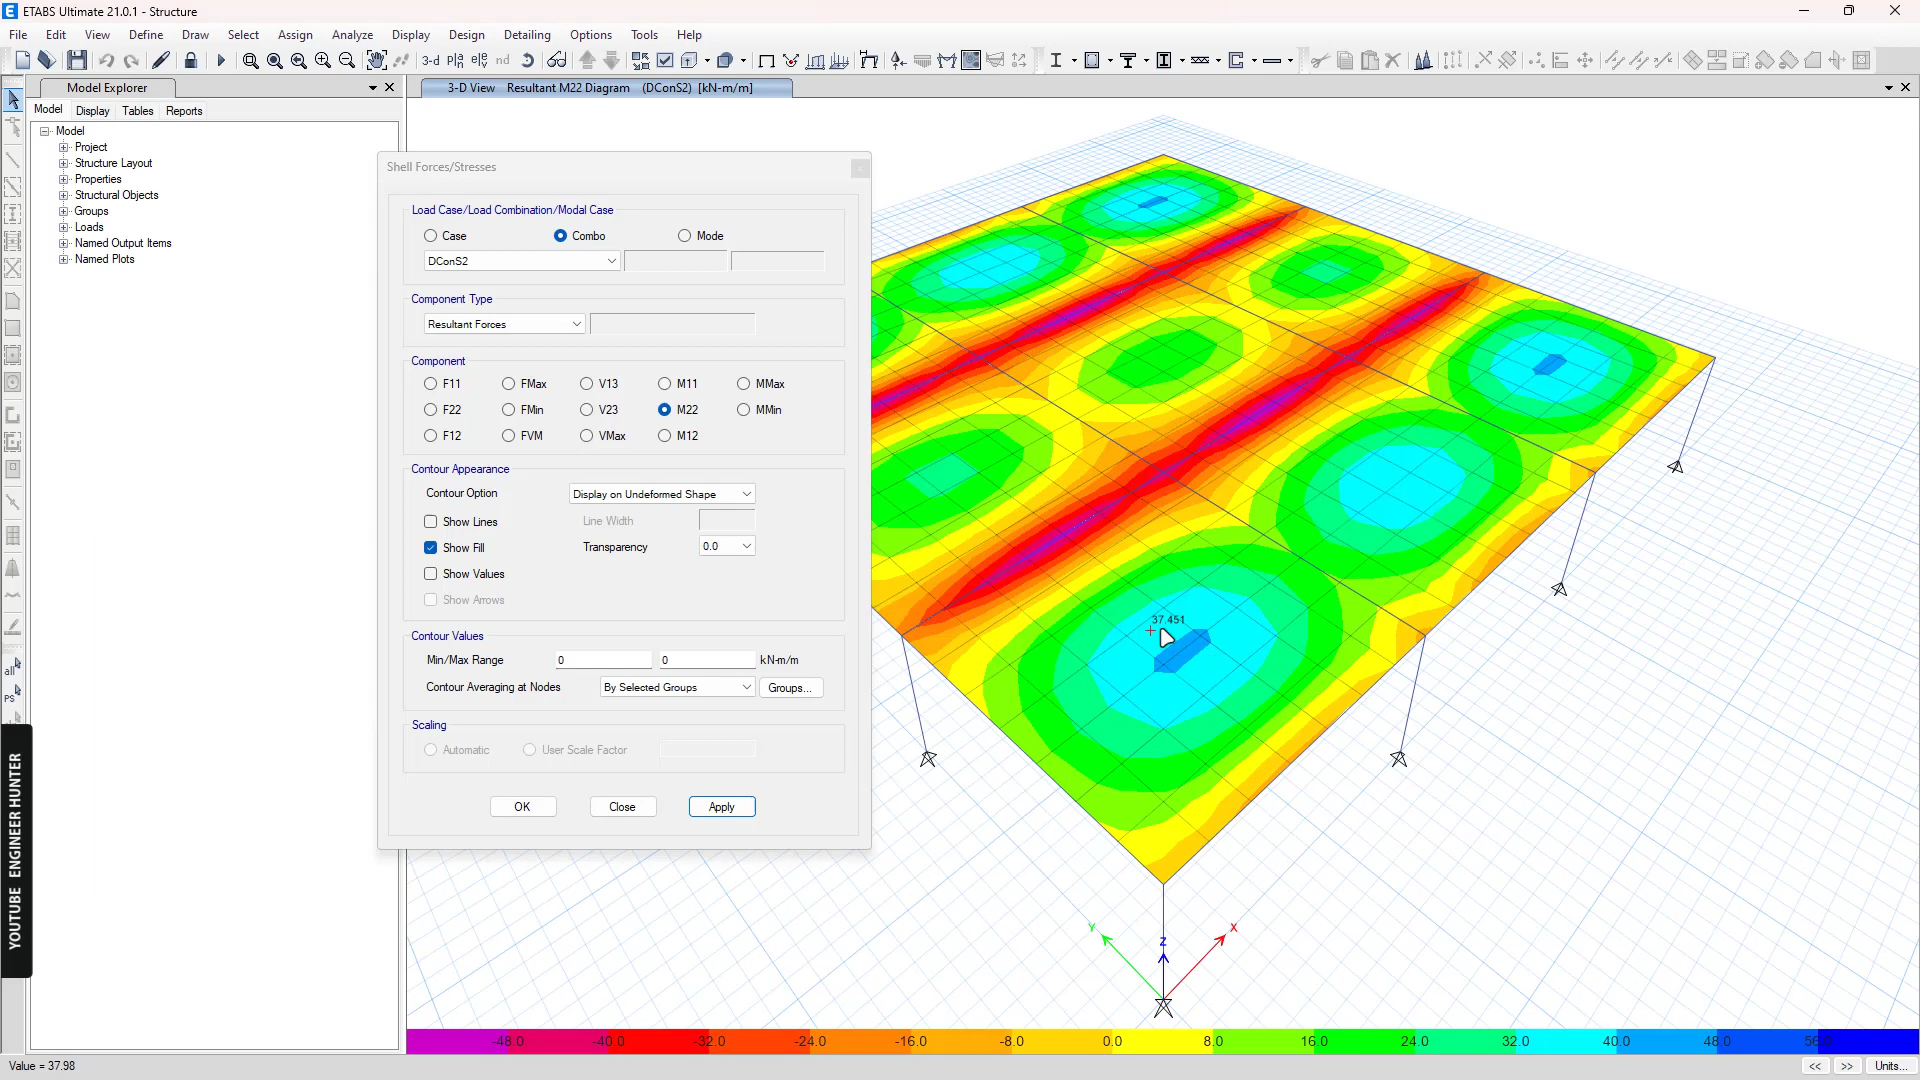 ETABS Ultimate 21.0.1 - Structure
File Edit View Define Draw Select Assign Analyze Display Design Detailing Options Tools Help
3-d nd
Model Explorer
3-D View Resultant M22 Diagram (DConS2) [kN-m/m]
Model Display Tables Reports
Model
Project
Structure Layout
Properties
Structural Objects
Groups
Loads
Named Output Items
Named Plots
Shell Forces/Stresses
Load Case/Load Combination/Modal Case
Case Combo Mode
DConS2
Component Type
Resultant Forces
Component
F11 FMax V13 M11 MMax
F22 FMin V23 M22 MMin
F12 FVM VMax M12
Contour Appearance
Contour Option Display on Undeformed Shape
Show Lines Line Width
Show Fill Transparency 0.0
Show Values
Show Arrows
Contour Values
Min/Max Range 0 0 kN-m/m
Contour Averaging at Nodes By Selected Groups Groups...
Scaling
Automatic User Scale Factor
OK Close Apply
37.451
all
PS
YOUTUBE ENGINEER HUNTER
Y Z X
-48.0 -40.0 -32.0 -24.0 -16.0 -8.0 0.0 8.0 16.0 24.0 32.0 40.0 48.0 56.0
Value = 37.98
<< >> Units...